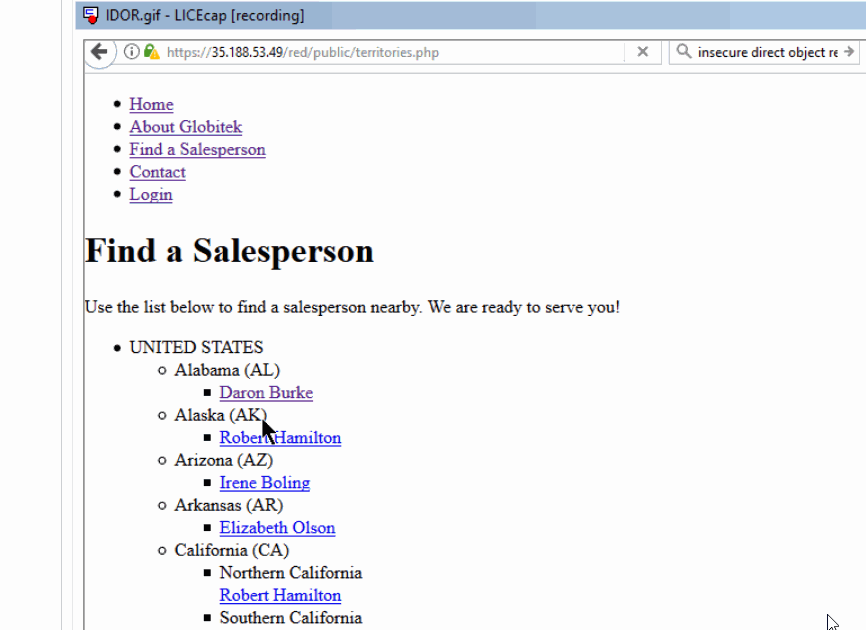 IDOR.gif - LICEcap [recording]
https://35.188.53.49/red/public/territories.php
insecure direct object re
Home
About Globitek
Find a Salesperson
Contact
Login
Find a Salesperson
Use the list below to find a salesperson nearby. We are ready to serve you!
UNITED STATES
Alabama (AL)
Daron Burke
Alaska (AK)
Robert Hamilton
Arizona (AZ)
Irene Boling
Arkansas (AR)
Elizabeth Olson
California (CA)
Northern California
Robert Hamilton
Southern California